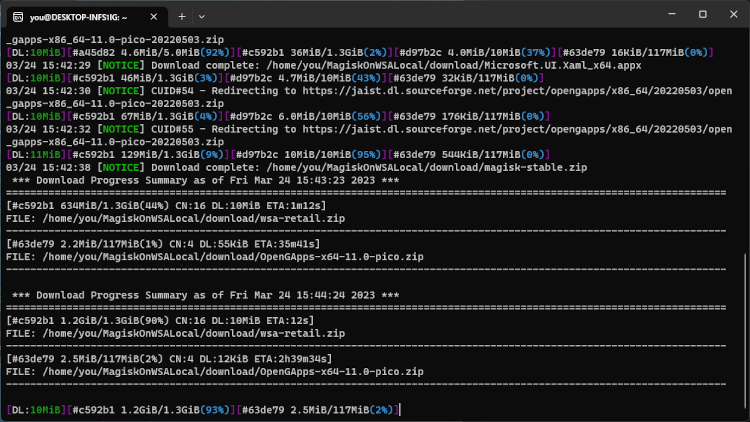 you@DESKTOP-INFS1IG: ~
_gapps-x86_64-11.0-pico-20220503.zip
[DL:10MiB][#a45d82 4.6MiB/5.0MiB(92%)][#c592b1 36MiB/1.3GiB(2%)][#d97b2c 4.0MiB/10MiB(37%)][#63de79 16KiB/117MiB(0%)]
03/24 15:42:29 [NOTICE] Download complete: /home/you/MagiskOnWSALocal/download/Microsoft.UI.Xaml_x64.appx
[DL:10MiB][#c592b1 46MiB/1.3GiB(3%)][#d97b2c 4.7MiB/10MiB(43%)][#63de79 32KiB/117MiB(0%)]
03/24 15:42:30 [NOTICE] CUID#54 - Redirecting to https://jaist.dl.sourceforge.net/project/opengapps/x86_64/20220503/open
_gapps-x86_64-11.0-pico-20220503.zip
[DL:10MiB][#c592b1 67MiB/1.3GiB(4%)][#d97b2c 6.0MiB/10MiB(56%)][#63de79 176KiB/117MiB(0%)]
03/24 15:42:32 [NOTICE] CUID#55 - Redirecting to https://jaist.dl.sourceforge.net/project/opengapps/x86_64/20220503/open
_gapps-x86_64-11.0-pico-20220503.zip
[DL:11MiB][#c592b1 129MiB/1.3GiB(9%)][#d97b2c 10MiB/10MiB(95%)][#63de79 544KiB/117MiB(0%)]
03/24 15:42:38 [NOTICE] Download complete: /home/you/MagiskOnWSALocal/download/magisk-stable.zip
*** Download Progress Summary as of Fri Mar 24 15:43:23 2023 ***
=======================================================================================================================
[#c592b1 634MiB/1.3GiB(44%) CN:16 DL:10MiB ETA:1m12s]
FILE: /home/you/MagiskOnWSALocal/download/wsa-retail.zip
-----------------------------------------------------------------------------------------------------------------------
[#63de79 2.2MiB/117MiB(1%) CN:4 DL:55KiB ETA:35m41s]
FILE: /home/you/MagiskOnWSALocal/download/OpenGApps-x64-11.0-pico.zip
-----------------------------------------------------------------------------------------------------------------------
*** Download Progress Summary as of Fri Mar 24 15:44:24 2023 ***
=======================================================================================================================
[#c592b1 1.2GiB/1.3GiB(90%) CN:16 DL:10MiB ETA:12s]
FILE: /home/you/MagiskOnWSALocal/download/wsa-retail.zip
-----------------------------------------------------------------------------------------------------------------------
[#63de79 2.5MiB/117MiB(2%) CN:4 DL:12KiB ETA:2h39m34s]
FILE: /home/you/MagiskOnWSALocal/download/OpenGApps-x64-11.0-pico.zip
-----------------------------------------------------------------------------------------------------------------------
[DL:10MiB][#c592b1 1.2GiB/1.3GiB(93%)][#63de79 2.5MiB/117MiB(2%)]